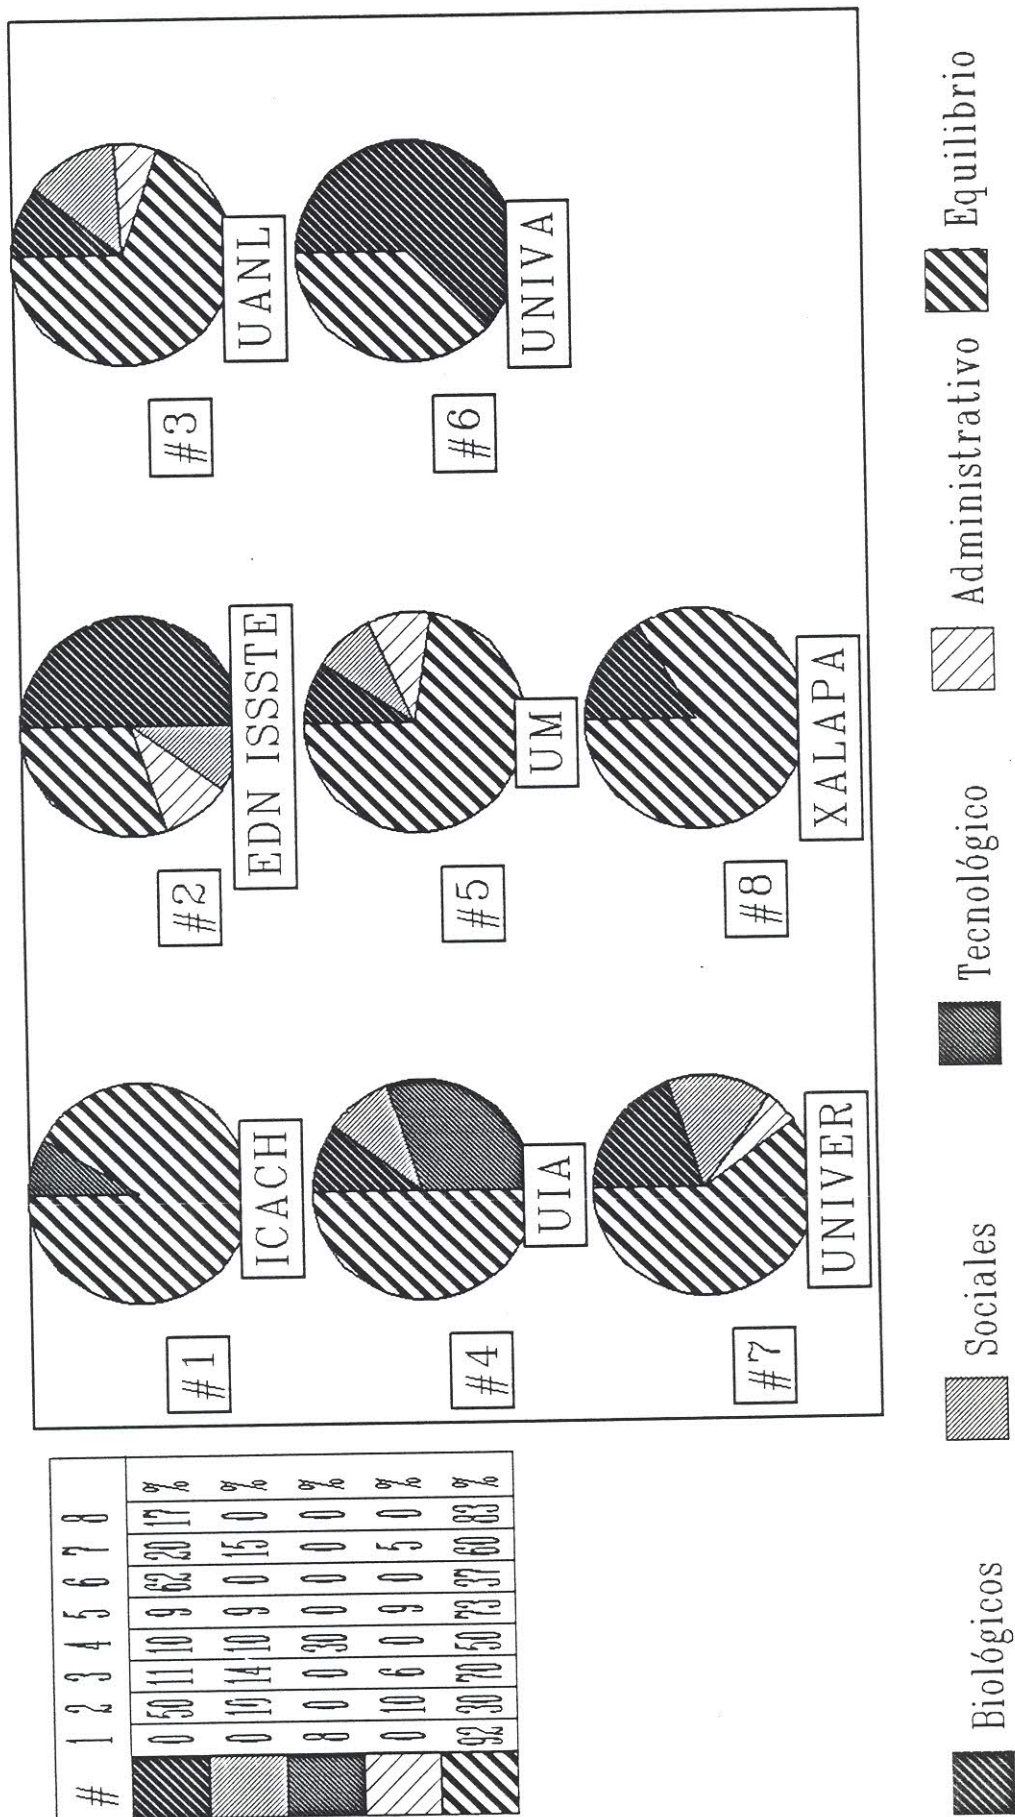 # 1 2 3 4 5 6 7 8
0 50 11 10 9 62 20 17 %
0 10 14 10 9 0 15 0 %
8 0 0 30 0 0 0 0 %
0 10 6 0 9 0 5 0 %
92 30 70 50 73 37 60 83 %
#1 #2 #3
ICACH EDN ISSSTE UANL
#4 #5 #6
UIA UM UNIVA
#7 #8
UNIVER XALAPA
Biológicos Sociales Tecnológico Administrativo Equilibrio